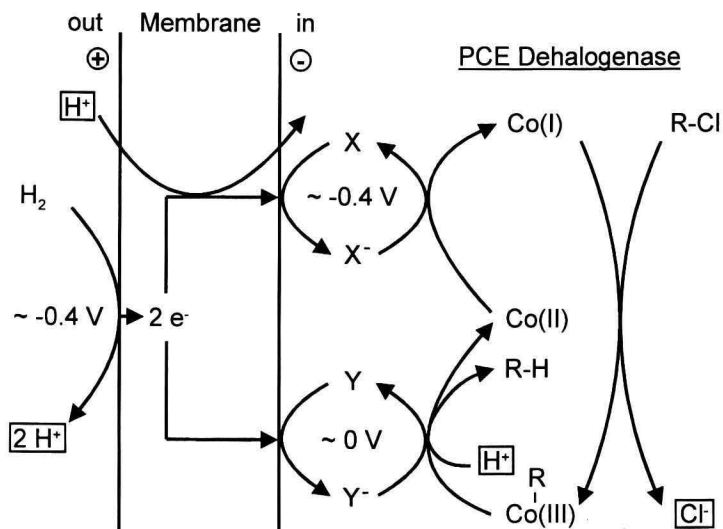 out Membrane in
⊕ ⊖ PCE Dehalogenase
H⁺
X Co(I) R-Cl
H₂ ~ -0.4 V
X⁻
~ -0.4 V 2 e⁻ Co(II)
Y R-H
2 H⁺ ~ 0 V
H⁺
R
Y⁻ Co(III) Cl⁻